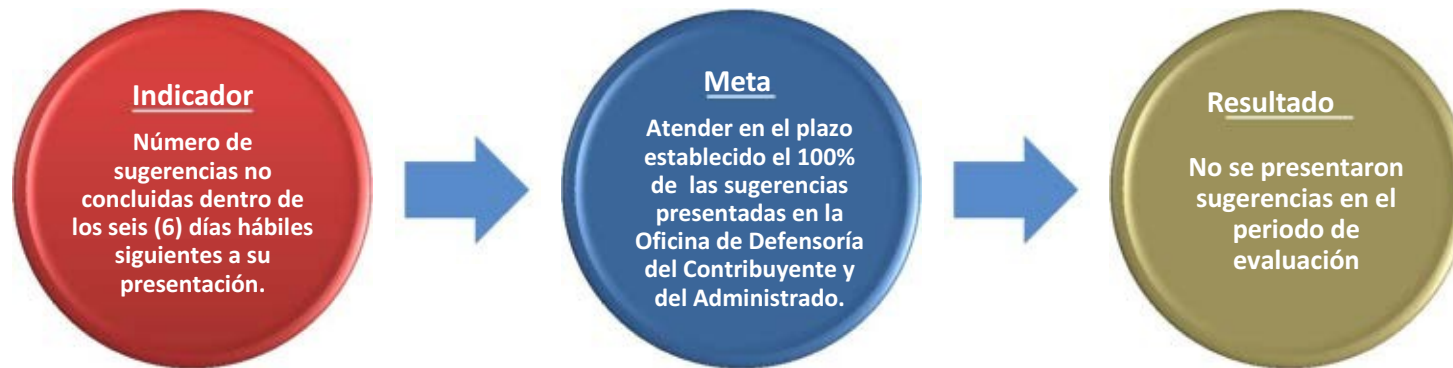 Indicador
Número de
sugerencias no
concluidas dentro de
los seis (6) días hábiles
siguientes a su
presentación.
Meta
Atender en el plazo
establecido el 100%
de las sugerencias
presentadas en la
Oficina de Defensoría
del Contribuyente y
del Administrado.
Resultado
No se presentaron
sugerencias en el
periodo de
evaluación